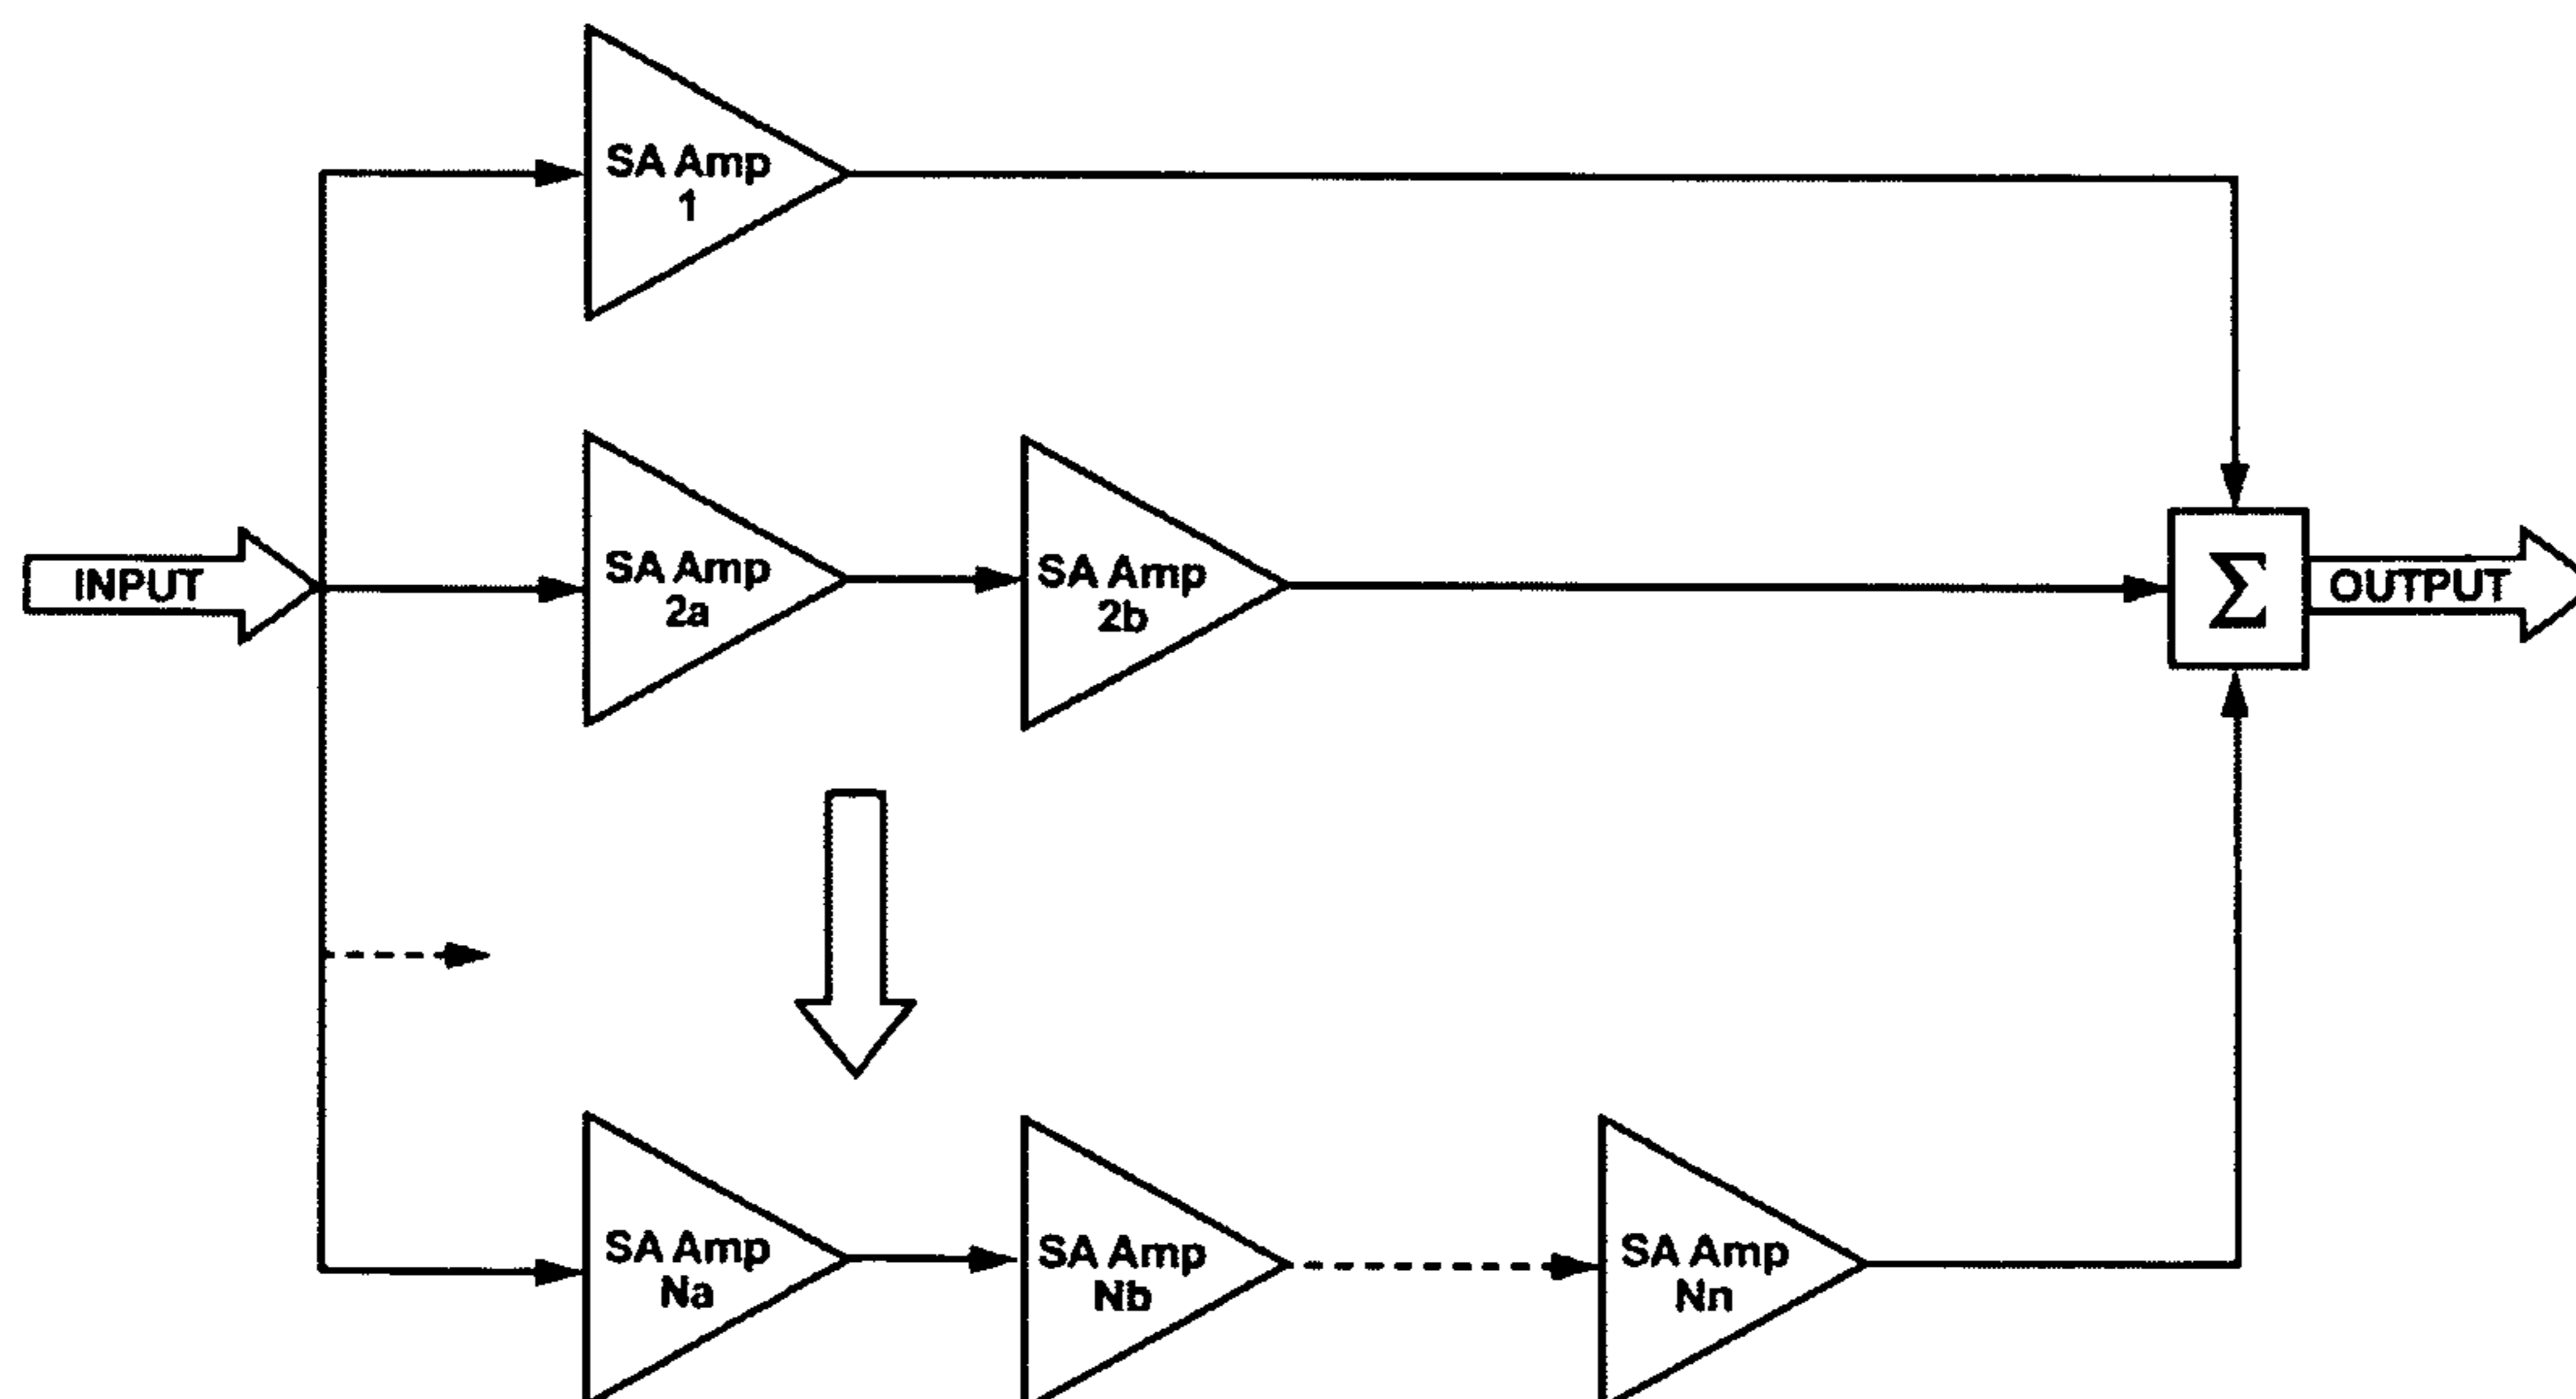 SA Amp
1
INPUT
SA Amp
2a
SA Amp
2b
Σ
OUTPUT
SA Amp
Na
SA Amp
Nb
SA Amp
Nn